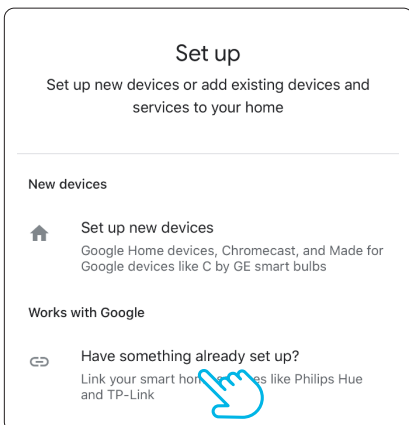 Set up
Set up new devices or add existing devices and
services to your home
New devices
Set up new devices
Google Home devices, Chromecast, and Made for
Google devices like C by GE smart bulbs
Works with Google
Have something already set up?
Link your smart home es like Philips Hue
and TP-Link